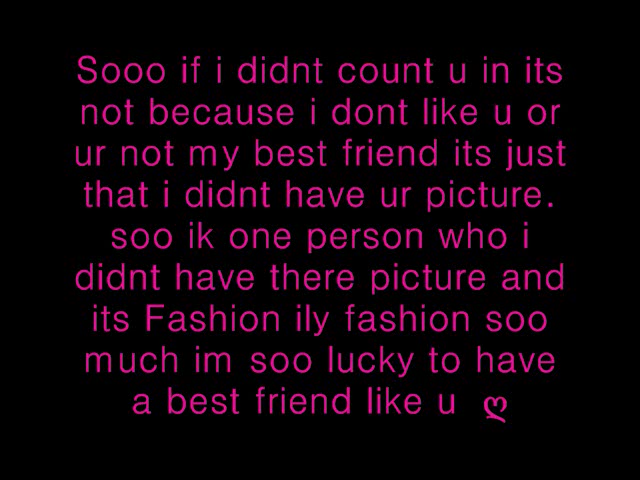 Sooo if i didnt count u in its
not because i dont like u or
ur not my best friend its just
that i didnt have ur picture.
soo ik one person who i
didnt have there picture and
its Fashion ily fashion soo
much im soo lucky to have
a best friend like u ღ